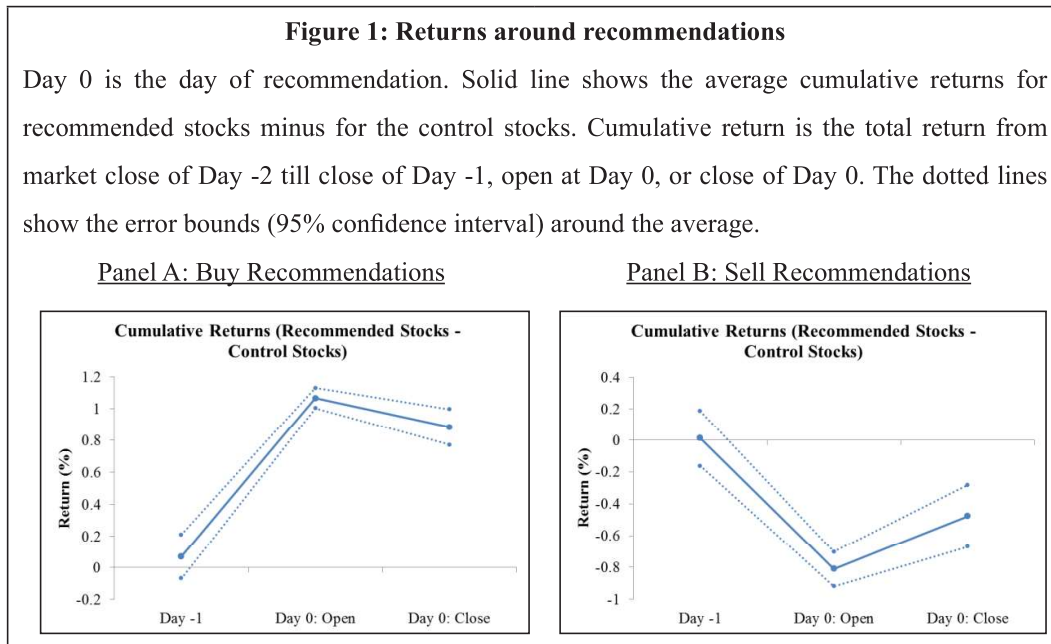 Figure 1: Returns around recommendations
Day 0 is the day of recommendation. Solid line shows the average cumulative returns for
recommended stocks minus for the control stocks. Cumulative return is the total return from
market close of Day -2 till close of Day -1, open at Day 0, or close of Day 0. The dotted lines
show the error bounds (95% confidence interval) around the average.
Panel A: Buy Recommendations
Cumulative Returns (Recommended Stocks -
Control Stocks)
Return (%)
1.2
1
0.8
0.6
0.4
0.2
0
-0.2
Day -1 Day 0: Open Day 0: Close
Panel B: Sell Recommendations
Cumulative Returns (Recommended Stocks -
Control Stocks)
Return (%)
0.4
0.2
0
-0.2
-0.4
-0.6
-0.8
-1
Day -1 Day 0: Open Day 0: Close